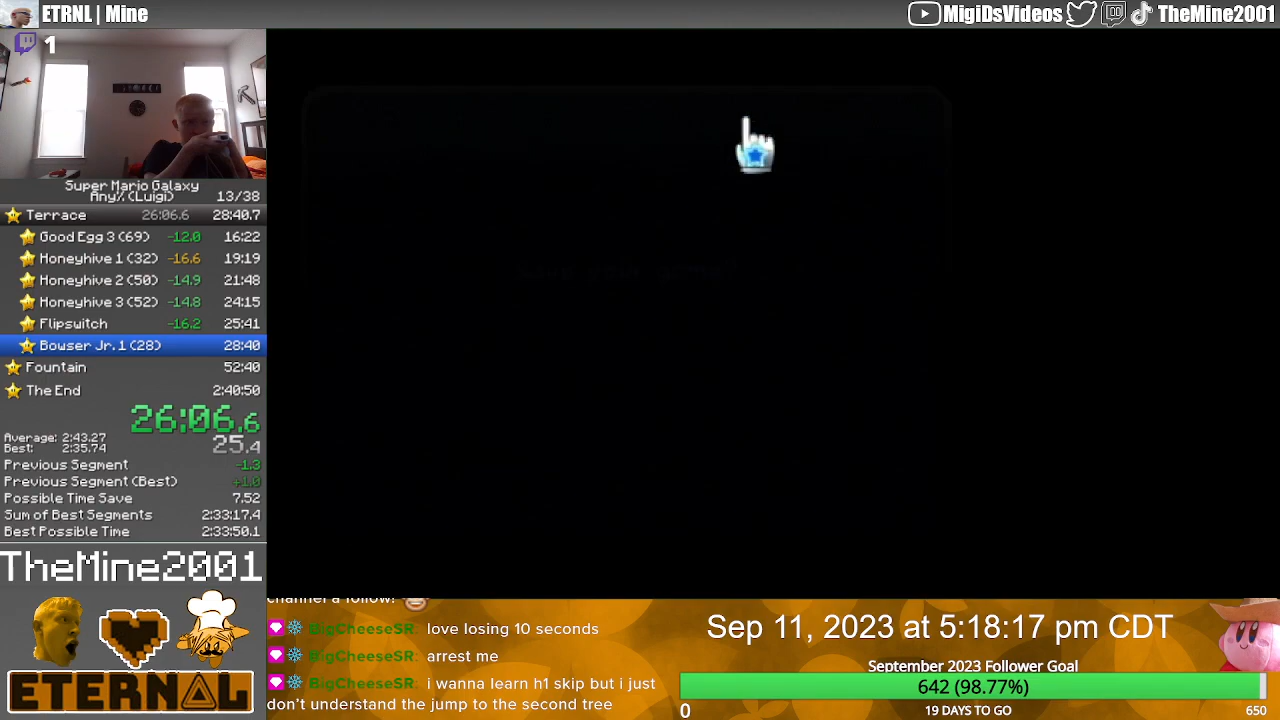 ETRNL | Mine
MigiDsVideos TheMine2001
1
Super Mario Galaxy
Any% (Luigi) 13/38
Terrace 26:06.6 28:40.7
Good Egg 3 (69) -12.0 16:22
Honeyhive 1 (32) -16.6 19:19
Honeyhive 2 (50) -14.9 21:48
Honeyhive 3 (52) -14.8 24:15
Flipswitch -16.2 25:41
Bowser Jr. 1 (28) 28:40
Fountain 52:40
The End 2:40:50
26:06.6
Average: 2:43.27
Best: 2:35.74
25.4
Previous Segment -1.3
Previous Segment (Best) +1.0
Possible Time Save 7.52
Sum of Best Segments 2:33:17.4
Best Possible Time 2:33:50.1
TheMine2001
ETERNAL
channel a follow!
BigCheeseSR: love losing 10 seconds
BigCheeseSR: arrest me
BigCheeseSR: i wanna learn h1 skip but i just
don't understand the jump to the second tree
Sep 11, 2023 at 5:18:17 pm CDT
September 2023 Follower Goal
642 (98.77%)
0 19 DAYS TO GO 650